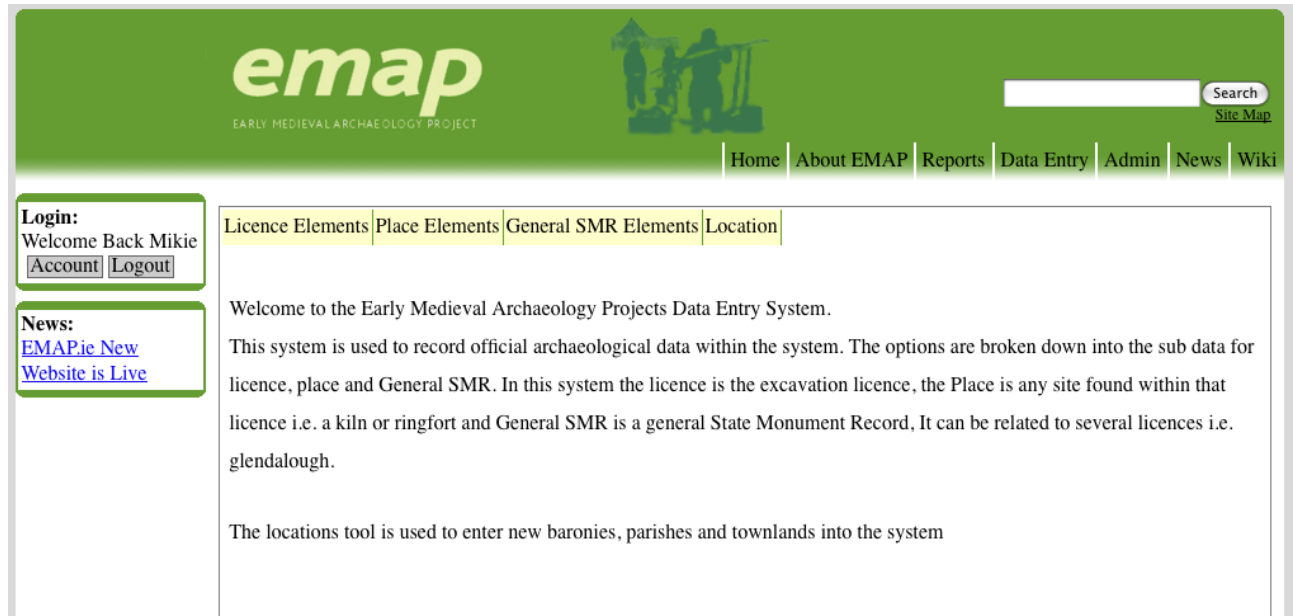 emap
EARLY MEDIEVAL ARCHAEOLOGY PROJECT
Search
Site Map
Home About EMAP Reports Data Entry Admin News Wiki
Login:
Welcome Back Mikie
Account Logout
News:
EMAP.ie New
Website is Live
Licence Elements Place Elements General SMR Elements Location
Welcome to the Early Medieval Archaeology Projects Data Entry System.
This system is used to record official archaeological data within the system. The options are broken down into the sub data for
licence, place and General SMR. In this system the licence is the excavation licence, the Place is any site found within that
licence i.e. a kiln or ringfort and General SMR is a general State Monument Record, It can be related to several licences i.e.
glendalough.
The locations tool is used to enter new baronies, parishes and townlands into the system